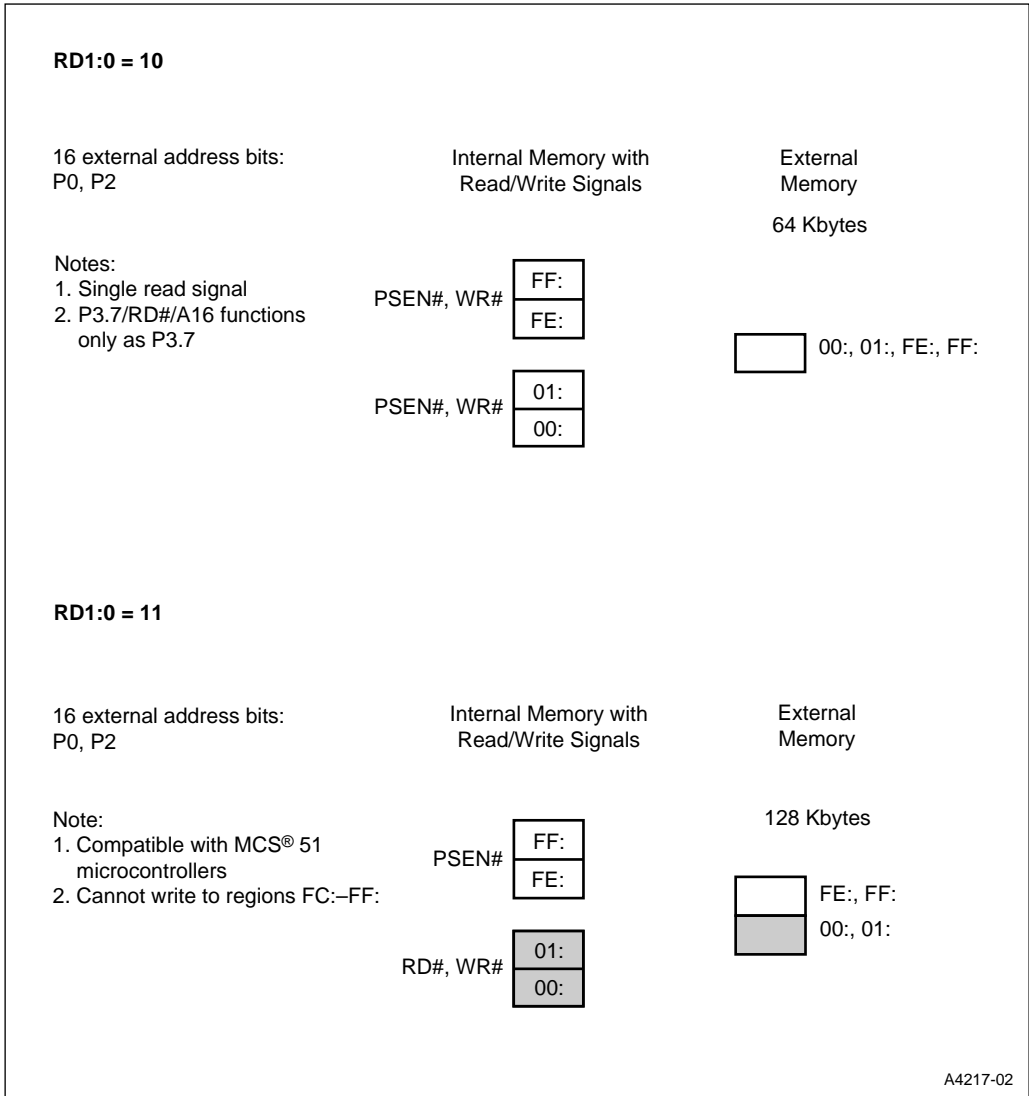 RD1:0 = 10
16 external address bits:
P0, P2
Internal Memory with
Read/Write Signals
External
Memory
64 Kbytes
Notes:
1. Single read signal
2. P3.7/RD#/A16 functions
only as P3.7
PSEN#, WR#
FF:
FE:
PSEN#, WR#
01:
00:
00:, 01:, FE:, FF:
RD1:0 = 11
16 external address bits:
P0, P2
Internal Memory with
Read/Write Signals
External
Memory
128 Kbytes
Note:
1. Compatible with MCS® 51
microcontrollers
2. Cannot write to regions FC:–FF:
PSEN#
FF:
FE:
RD#, WR#
01:
00:
FE:, FF:
00:, 01:
A4217-02